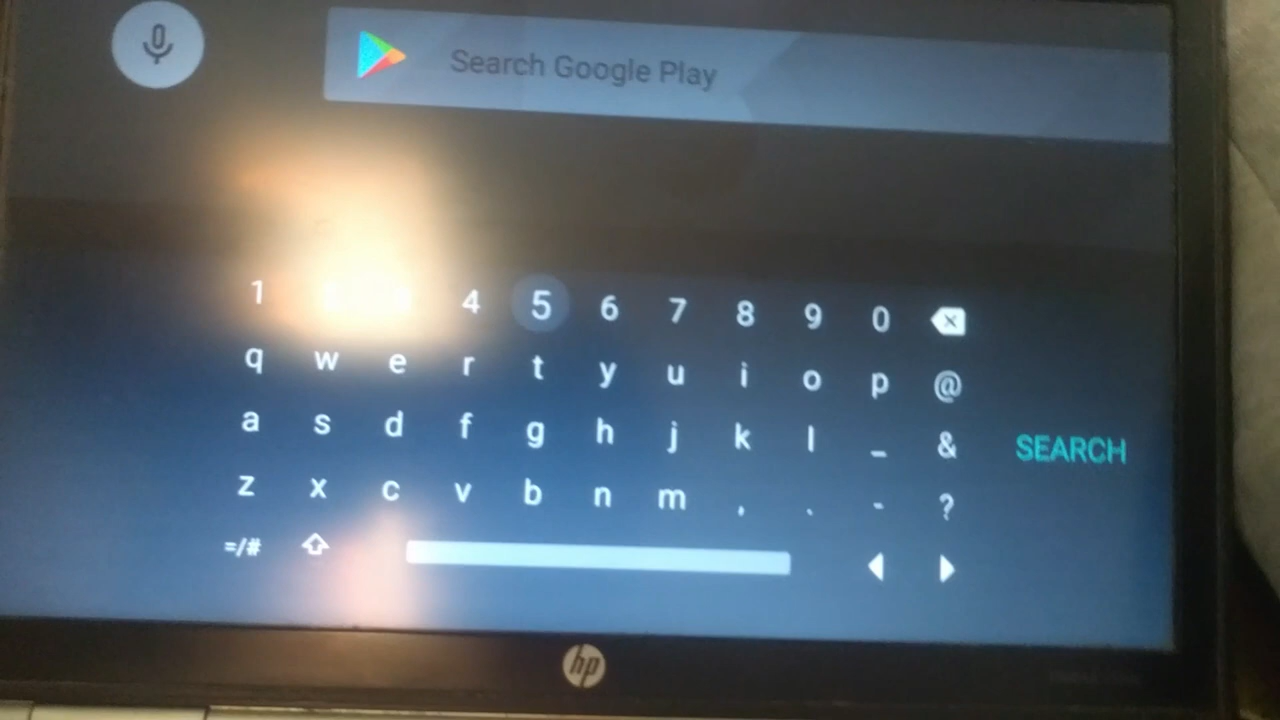 Search Google Play
1 4 5 6 7 8 9 0
q w e r t y u i o p @
a s d f g h j k l _ &
SEARCH
z x c v b n m , . - ?
=/#
hp